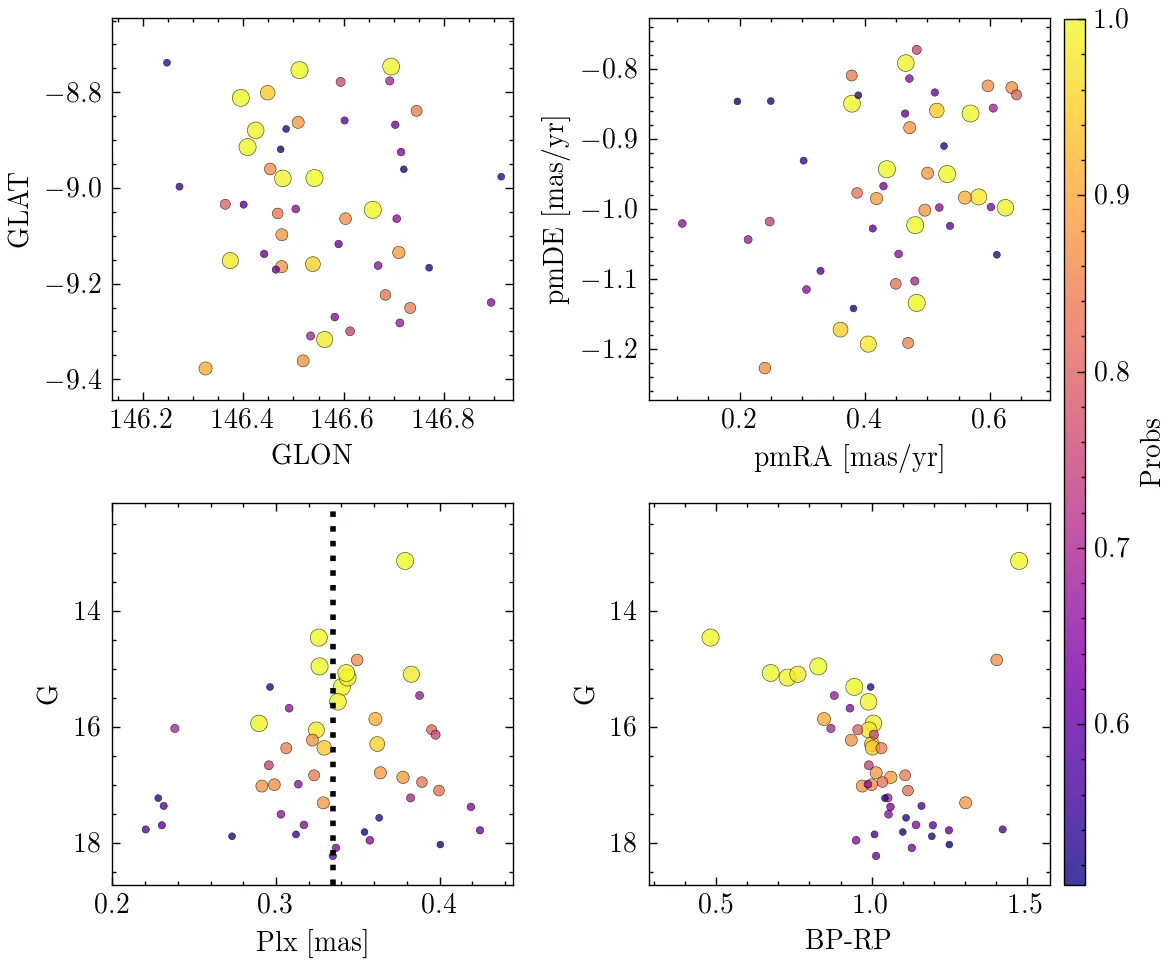 −8.8
−9.0
−9.2
−9.4
GLAT
146.2 146.4 146.6 146.8
GLON
−0.8
−0.9
−1.0
−1.1
−1.2
pmDE [mas/yr]
0.2 0.4 0.6
pmRA [mas/yr]
1.0
0.9
0.8
0.7
0.6
Probs
14
16
18
G
0.2 0.3 0.4
Plx [mas]
14
16
18
G
0.5 1.0 1.5
BP-RP